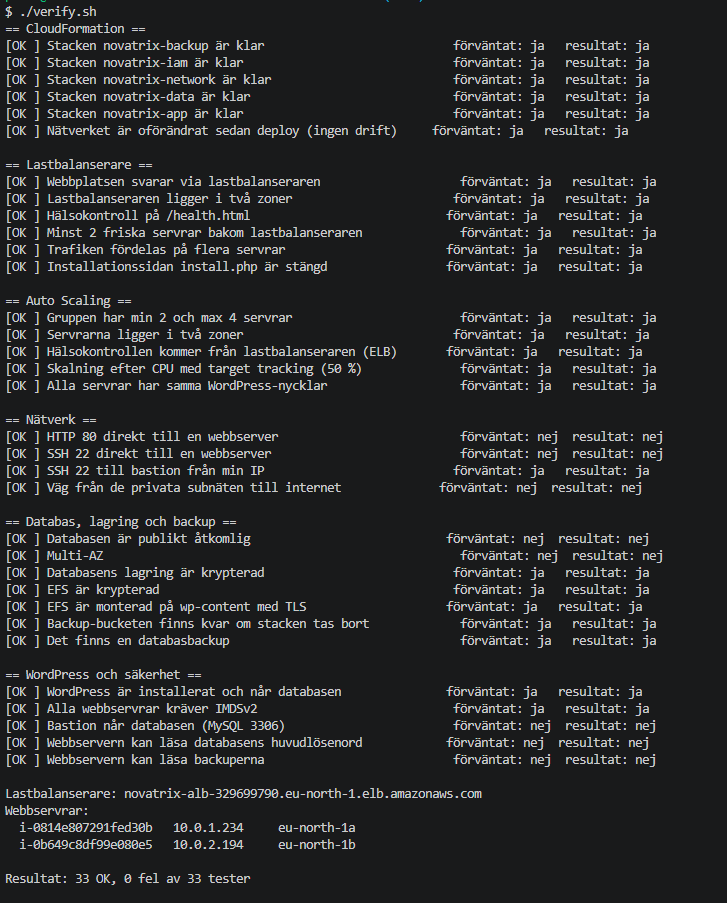 $ ./verify.sh
== CloudFormation ==
[OK ] Stacken novatrix-backup är klar förväntat: ja resultat: ja
[OK ] Stacken novatrix-iam är klar förväntat: ja resultat: ja
[OK ] Stacken novatrix-network är klar förväntat: ja resultat: ja
[OK ] Stacken novatrix-data är klar förväntat: ja resultat: ja
[OK ] Stacken novatrix-app är klar förväntat: ja resultat: ja
[OK ] Nätverket är oförändrat sedan deploy (ingen drift) förväntat: ja resultat: ja
== Lastbalanserare ==
[OK ] Webbplatsen svarar via lastbalanseraren förväntat: ja resultat: ja
[OK ] Lastbalanseraren ligger i två zoner förväntat: ja resultat: ja
[OK ] Hälsokontroll på /health.html förväntat: ja resultat: ja
[OK ] Minst 2 friska servrar bakom lastbalanseraren förväntat: ja resultat: ja
[OK ] Trafiken fördelas på flera servrar förväntat: ja resultat: ja
[OK ] Installationssidan install.php är stängd förväntat: ja resultat: ja
== Auto Scaling ==
[OK ] Gruppen har min 2 och max 4 servrar förväntat: ja resultat: ja
[OK ] Servrarna ligger i två zoner förväntat: ja resultat: ja
[OK ] Hälsokontrollen kommer från lastbalanseraren (ELB) förväntat: ja resultat: ja
[OK ] Skalning efter CPU med target tracking (50 %) förväntat: ja resultat: ja
[OK ] Alla servrar har samma WordPress-nycklar förväntat: ja resultat: ja
== Nätverk ==
[OK ] HTTP 80 direkt till en webbserver förväntat: nej resultat: nej
[OK ] SSH 22 direkt till en webbserver förväntat: nej resultat: nej
[OK ] SSH 22 till bastion från min IP förväntat: ja resultat: ja
[OK ] Väg från de privata subnäten till internet förväntat: nej resultat: nej
== Databas, lagring och backup ==
[OK ] Databasen är publikt åtkomlig förväntat: nej resultat: nej
[OK ] Multi-AZ förväntat: nej resultat: nej
[OK ] Databasens lagring är krypterad förväntat: ja resultat: ja
[OK ] EFS är krypterad förväntat: ja resultat: ja
[OK ] EFS är monterad på wp-content med TLS förväntat: ja resultat: ja
[OK ] Backup-bucketen finns kvar om stacken tas bort förväntat: ja resultat: ja
[OK ] Det finns en databasbackup förväntat: ja resultat: ja
== WordPress och säkerhet ==
[OK ] WordPress är installerat och når databasen förväntat: ja resultat: ja
[OK ] Alla webbservrar kräver IMDSv2 förväntat: ja resultat: ja
[OK ] Bastion når databasen (MySQL 3306) förväntat: nej resultat: nej
[OK ] Webbservern kan läsa databasens huvudlösenord förväntat: nej resultat: nej
[OK ] Webbservern kan läsa backuperna förväntat: nej resultat: nej
Lastbalanserare: novatrix-alb-329699790.eu-north-1.elb.amazonaws.com
Webbservrar:
i-0814e807291fed30b 10.0.1.234 eu-north-1a
i-0b649c8df99e080e5 10.0.2.194 eu-north-1b
Resultat: 33 OK, 0 fel av 33 tester